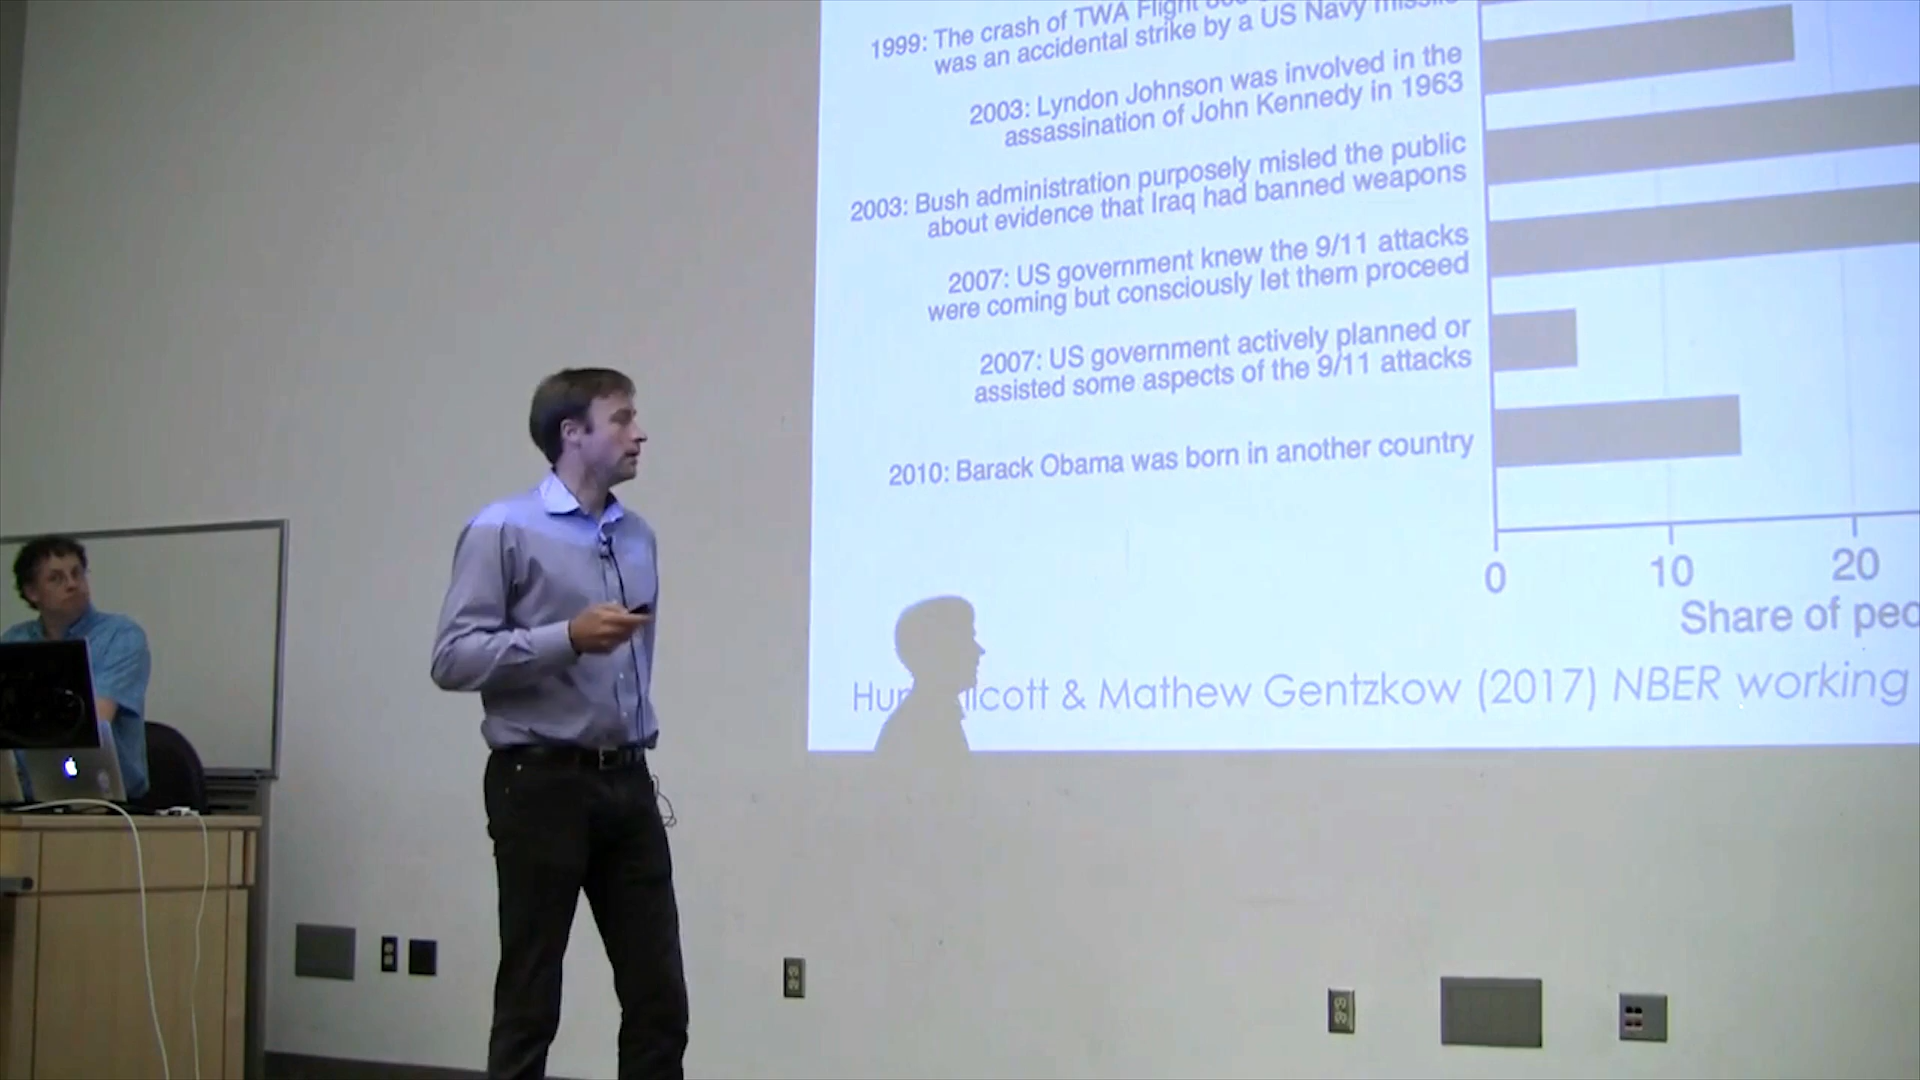 1999: The crash of TWA Flight
was an accidental strike by a US Navy missile
2003: Lyndon Johnson was involved in the
assassination of John Kennedy in 1963
2003: Bush administration purposely misled the public
about evidence that Iraq had banned weapons
2007: US government knew the 9/11 attacks
were coming but consciously let them proceed
2007: US government actively planned or
assisted some aspects of the 9/11 attacks
2010: Barack Obama was born in another country
0 10 20
Share of peo
Hu lcott & Mathew Gentzkow (2017) NBER working